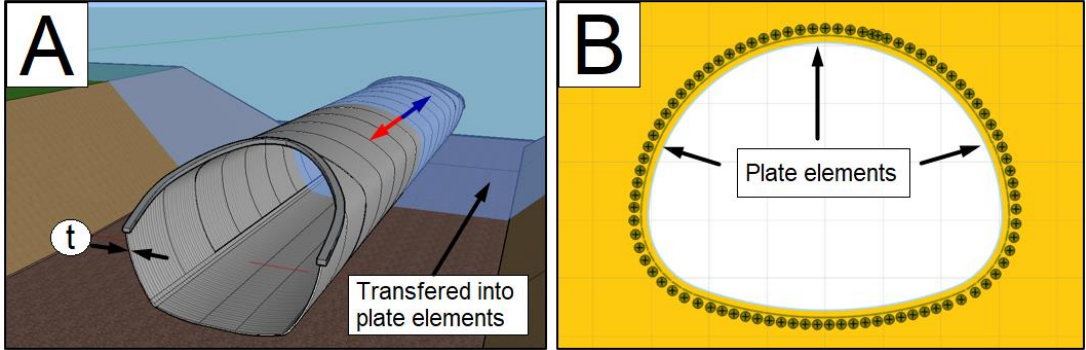 A
t
Transfered into
plate elements
B
Plate elements